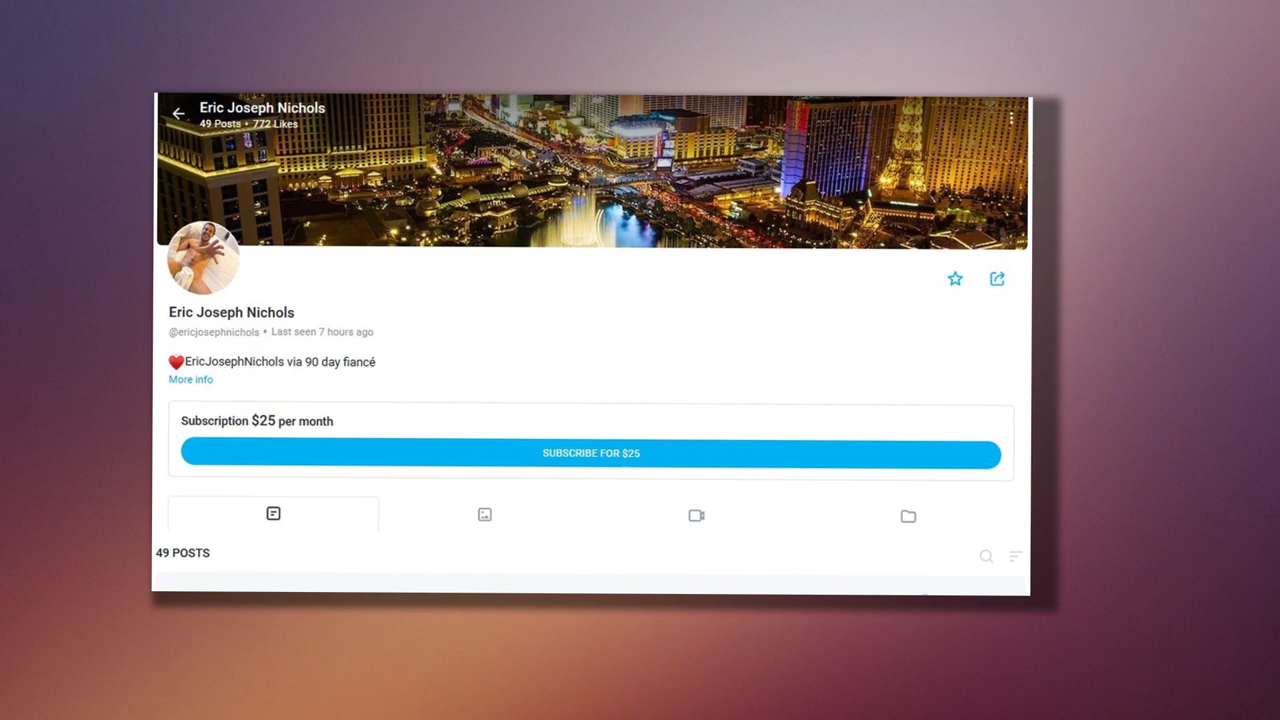 Eric Joseph Nichols
49 Posts • 772 Likes
Eric Joseph Nichols
@ericjosephnichols • Last seen 7 hours ago
❤️EricJosephNichols via 90 day fiancé
More info
Subscription $25 per month
SUBSCRIBE FOR $25
49 POSTS